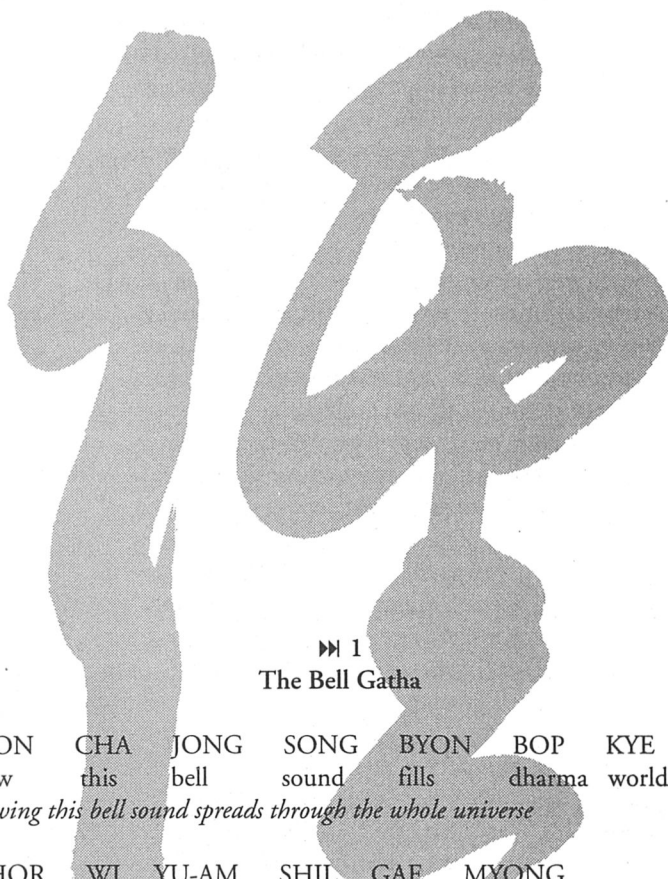 1
The Bell Gatha
ON CHA JONG SONG BYON BOP KYE
w this bell sound fills dharma world
ving this bell sound spreads through the whole universe
HOR WI YU-AM SHIL GAE MYONG